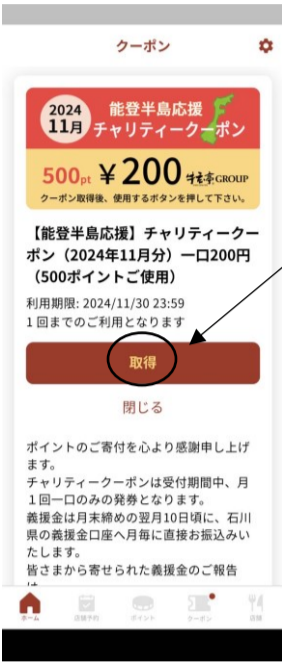 クーポン
2024
11月
能登半島応援
チャリティークーポン
500pt ¥200 GROUP
クーポン取得後、使用するボタンを押して下さい。
【能登半島応援】チャリティークー
ポン（2024年11月分）一口200円
（500ポイントご使用）
利用期限: 2024/11/30 23:59
1回までのご利用となります
取得
閉じる
ポイントのご寄付を心より感謝申し上げ
ます。
チャリティークーポンは受付期間中、月
１回一口のみの発券となります。
義援金は月末締めの翌月10日頃に、石川
県の義援金口座へ月毎に直接お振込みい
たします。
皆さまから寄せられた義援金のご報告
ホーム
店舗予約
ポイント
クーポン
店舗